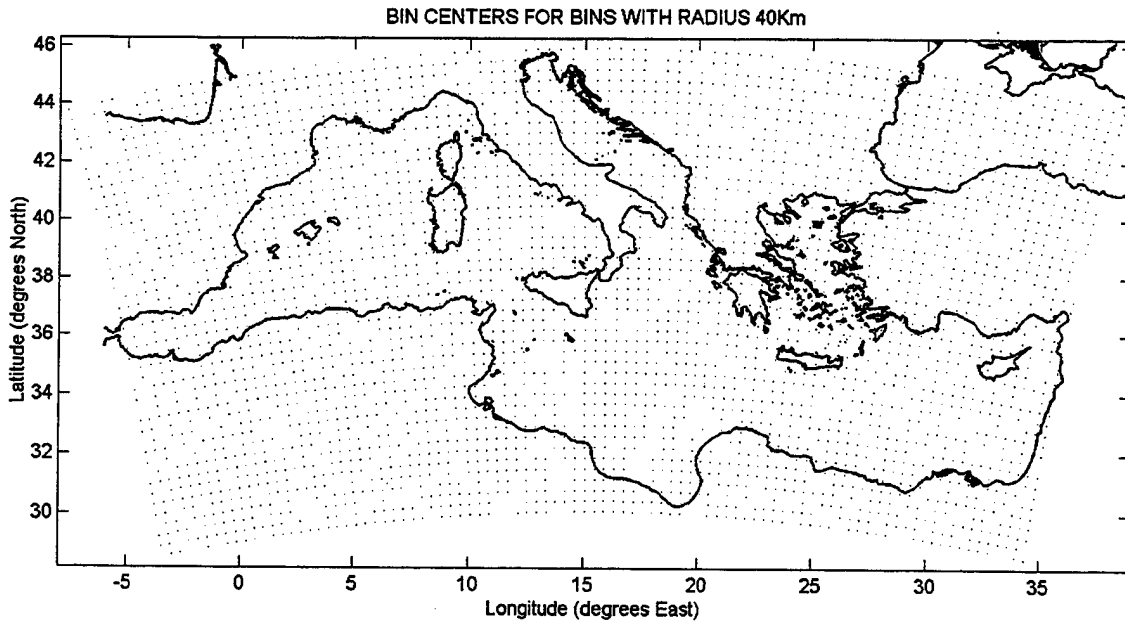 BIN CENTERS FOR BINS WITH RADIUS 40Km
46
44
42
40
38
36
34
32
30
Latitude (degrees North)
-5 0 5 10 15 20 25 30 35
Longitude (degrees East)